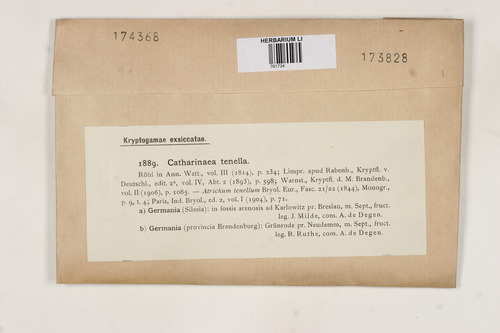 174368
HERBARIUM LI
781734
173828
Kryptogamae exsiccatae.
1889. Catharinaea tenella.
Röhl in Ann. Wett., vol. III (1814), p. 234; Limpr. apud Rabenh., Kryptfl. v.
Deutschl., edit. 2ª, vol. IV, Abt. 2 (1893), p. 598; Warnst., Kryptfl. d. M. Brandenb.,
vol. II (1906), p. 1085. — Atrichum tenellum Bryol. Eur., Fasc. 21/22 (1844), Monogr.,
p. 9, t. 4; Paris, Ind. Bryol., ed. 2, vol. I (1904), p. 71.
a) Germania (Silesia): in fossis arenosis ad Karlowitz pr. Breslau, m. Sept., fruct.
leg. J. Milde, com. A. de Degen.
b) Germania (provincia Brandenburg): Grünrode pr. Neudamm, m. Sept., fruct.
leg. R. Ruthe, com. A. de Degen.